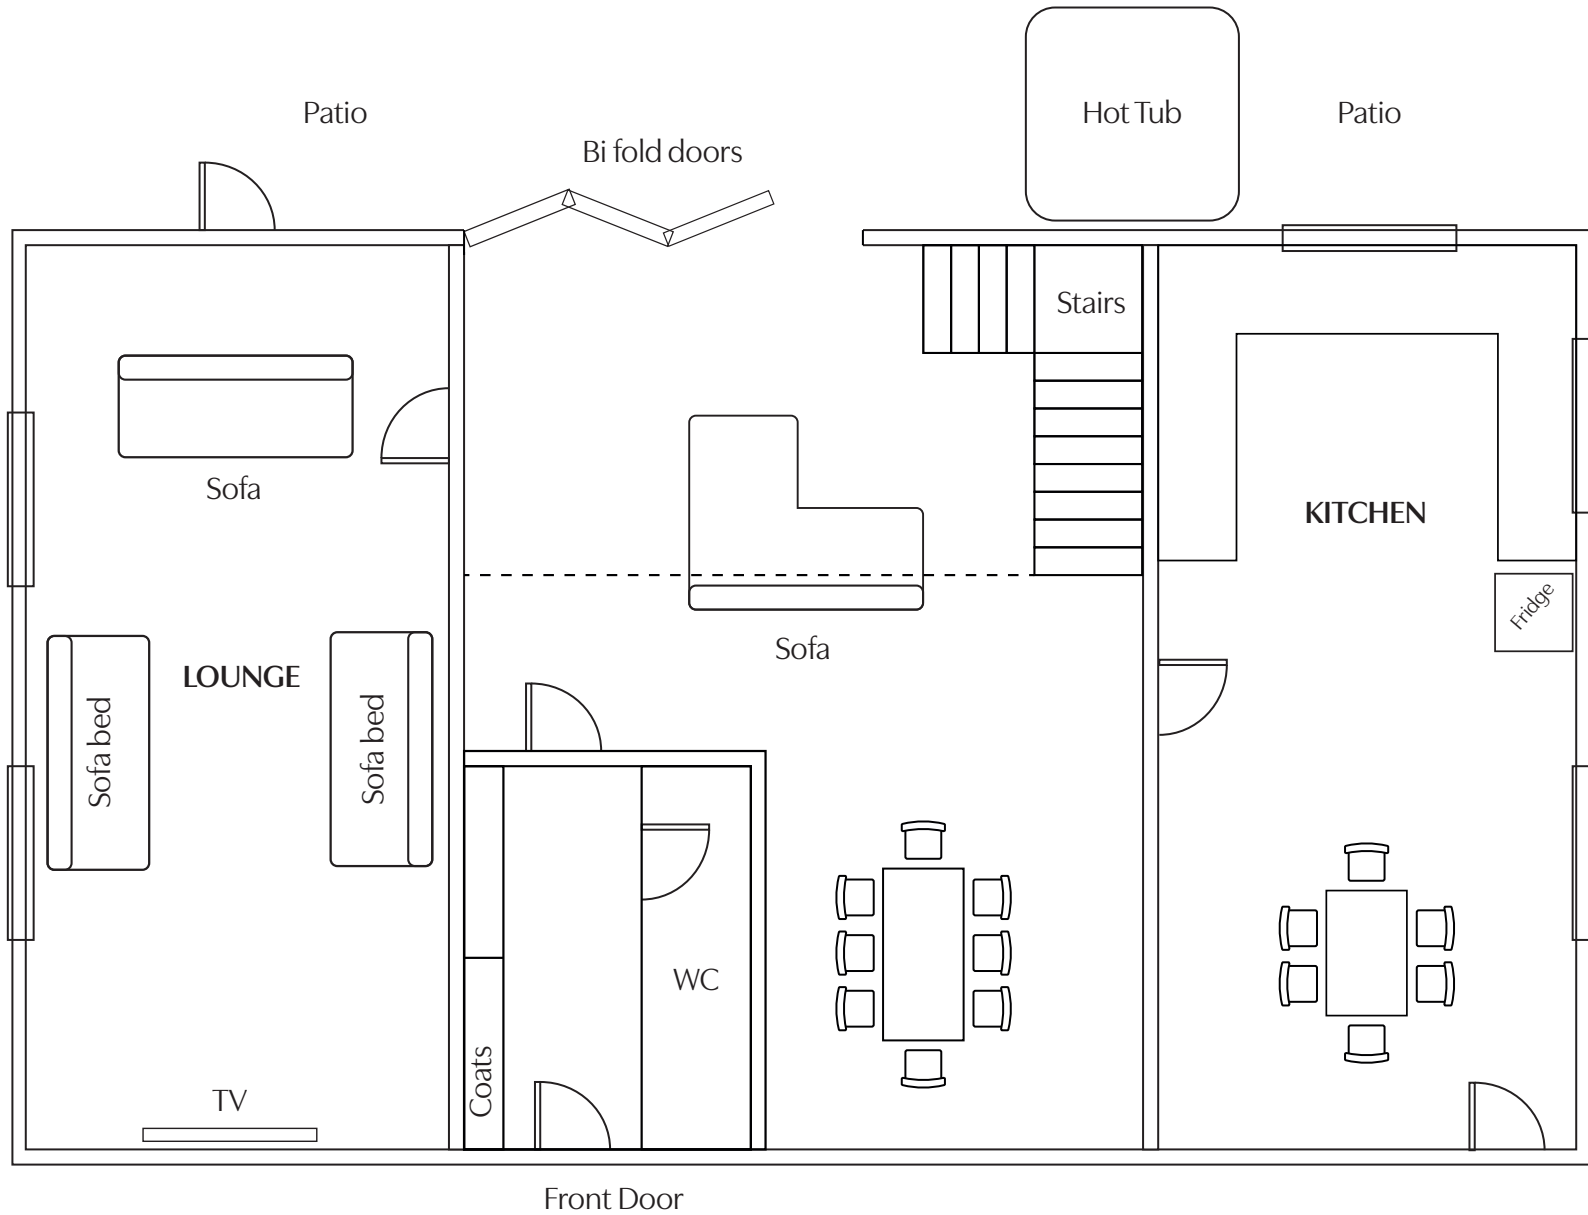 Patio
Hot Tub
Patio
Bi fold doors
Stairs
Sofa
KITCHEN
Fridge
Sofa
LOUNGE
Sofa bed
Sofa bed
WC
Coats
TV
Front Door